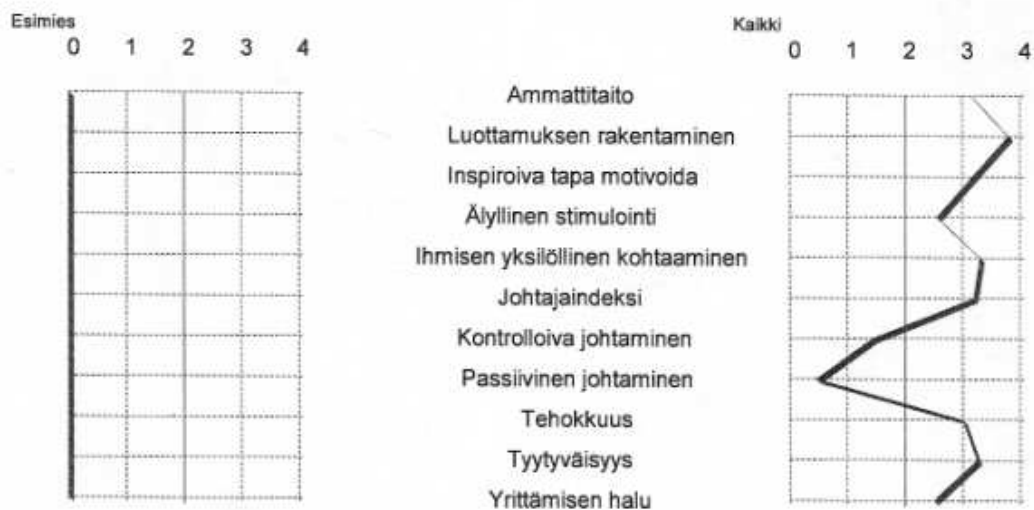 Esimies
0 1 2 3 4
Kaikki
0 1 2 3 4
Ammattitaito
Luottamuksen rakentaminen
Inspiroiva tapa motivoida
Älyllinen stimulointi
Ihmisen yksilöllinen kohtaaminen
Johtajaindeksi
Kontrolloiva johtaminen
Passiivinen johtaminen
Tehokkuus
Tyytyväisyys
Yrittämisen halu